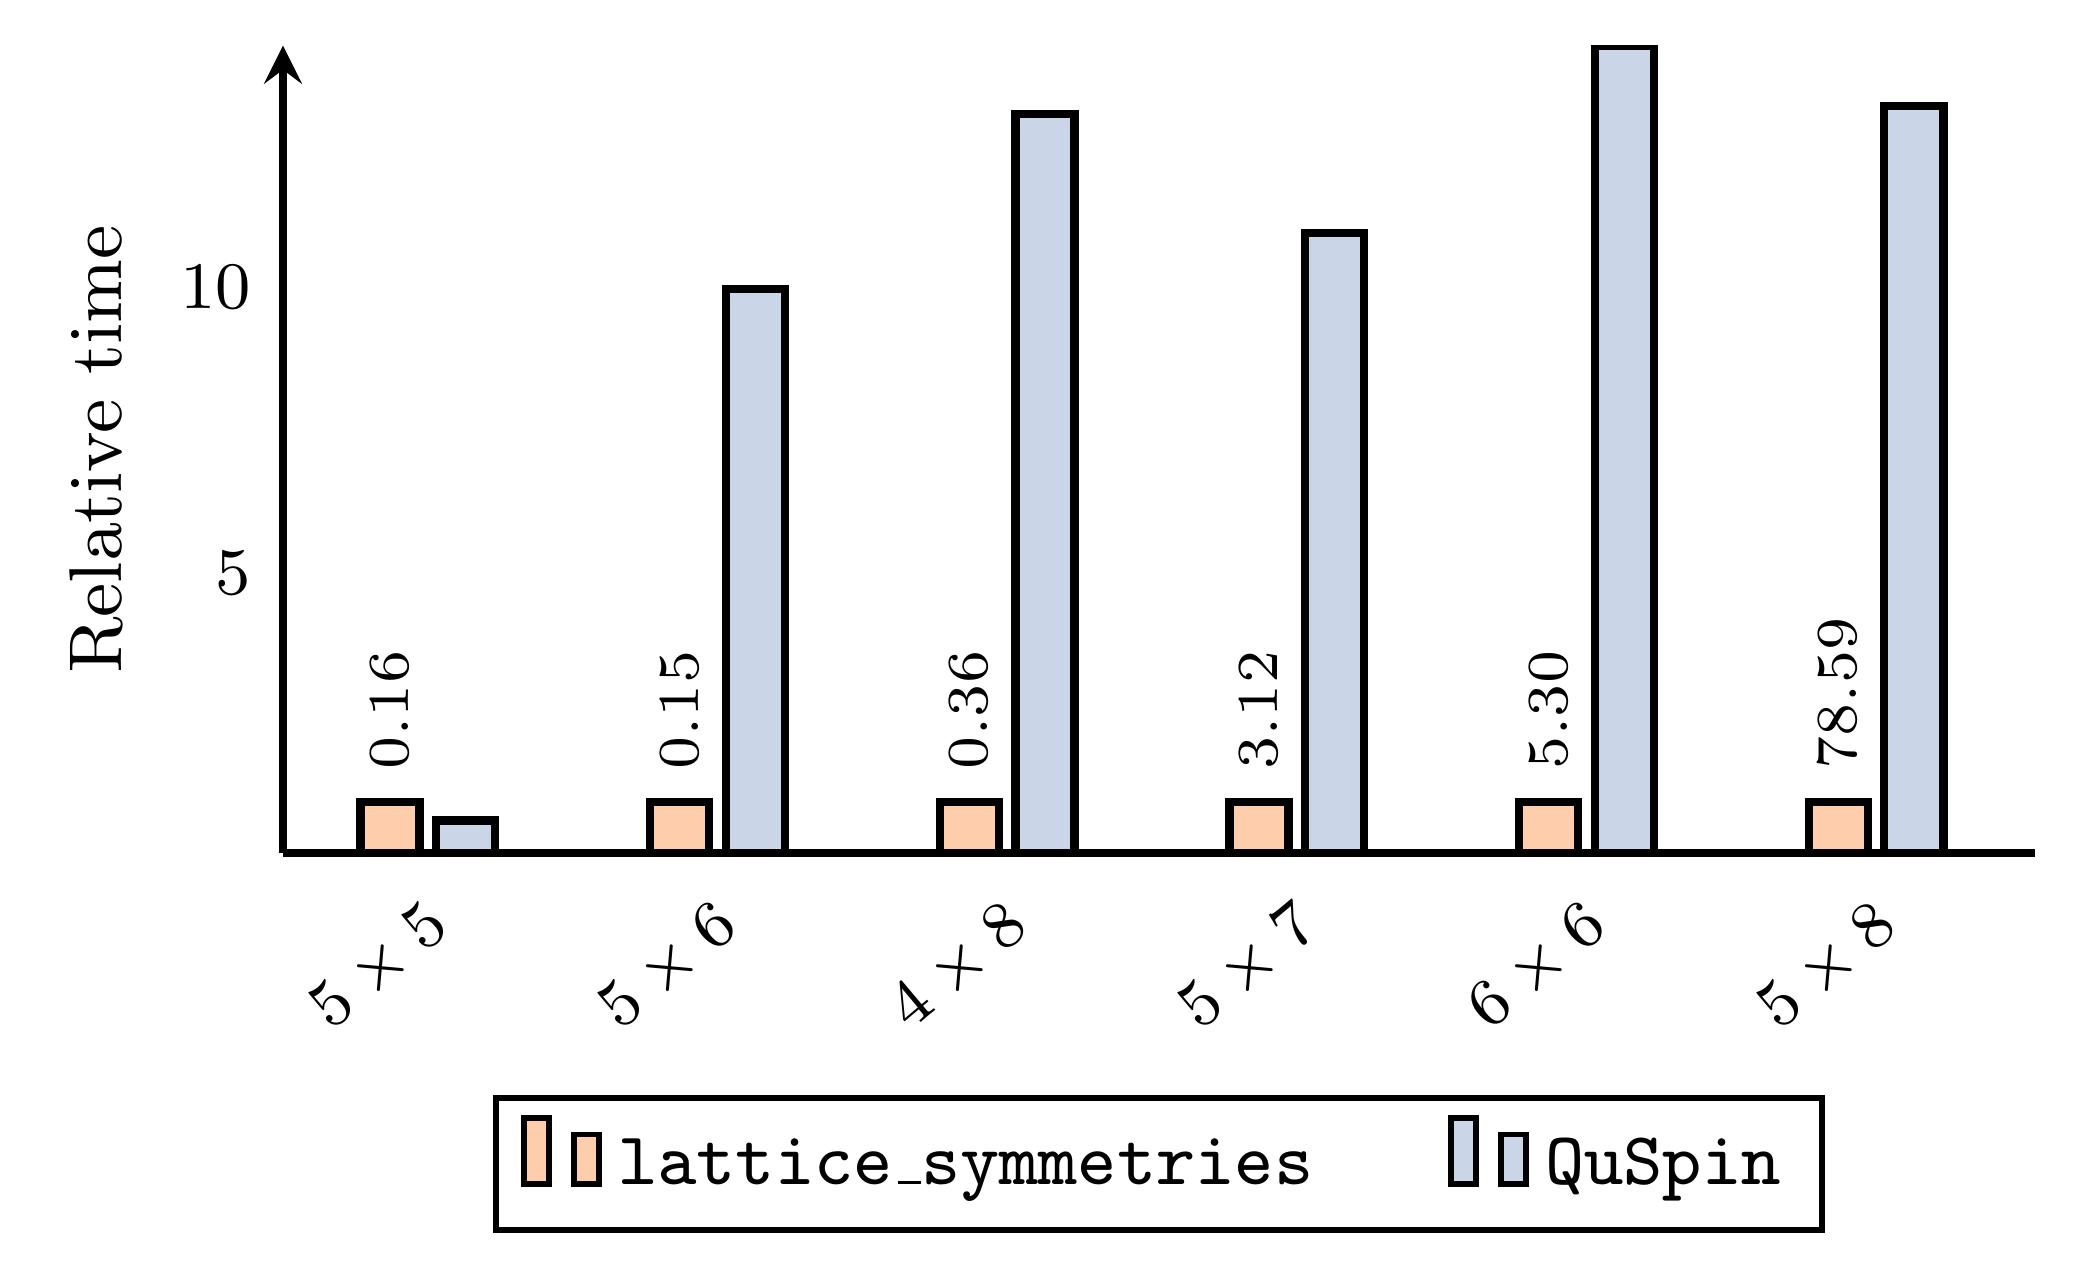 Relative time
10
5
0.16
0.15
0.36
3.12
5.30
78.59
5 × 5
5 × 6
4 × 8
5 × 7
6 × 6
5 × 8
lattice_symmetries
QuSpin